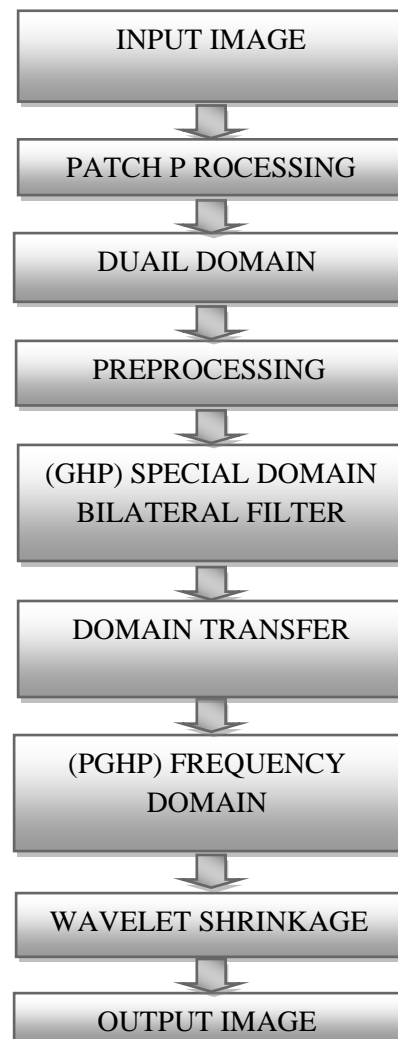 INPUT IMAGE
PATCH P ROCESSING
DUAIL DOMAIN
PREPROCESSING
(GHP) SPECIAL DOMAIN
BILATERAL FILTER
DOMAIN TRANSFER
(PGHP) FREQUENCY
DOMAIN
WAVELET SHRINKAGE
OUTPUT IMAGE